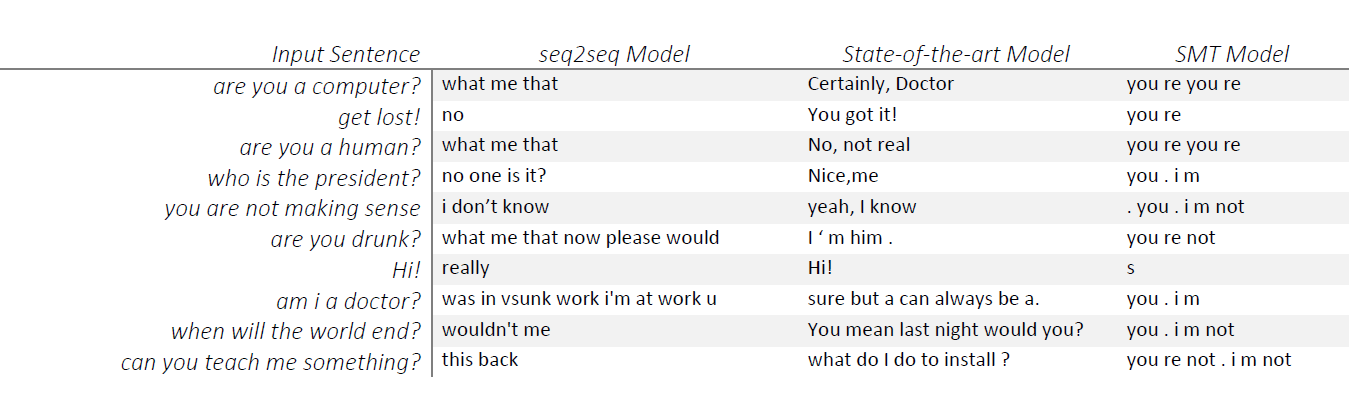 Input Sentence seq2seq Model State-of-the-art Model SMT Model
are you a computer? what me that Certainly, Doctor you re you re
get lost! no You got it! you re
are you a human? what me that No, not real you re you re
who is the president? no one is it? Nice,me you . i m
you are not making sense i don’t know yeah, I know . you . i m not
are you drunk? what me that now please would I ‘ m him . you re not
Hi! really Hi! s
am i a doctor? was in vsunk work i'm at work u sure but a can always be a. you . i m
when will the world end? wouldn't me You mean last night would you? you . i m not
can you teach me something? this back what do I do to install ? you re not . i m not